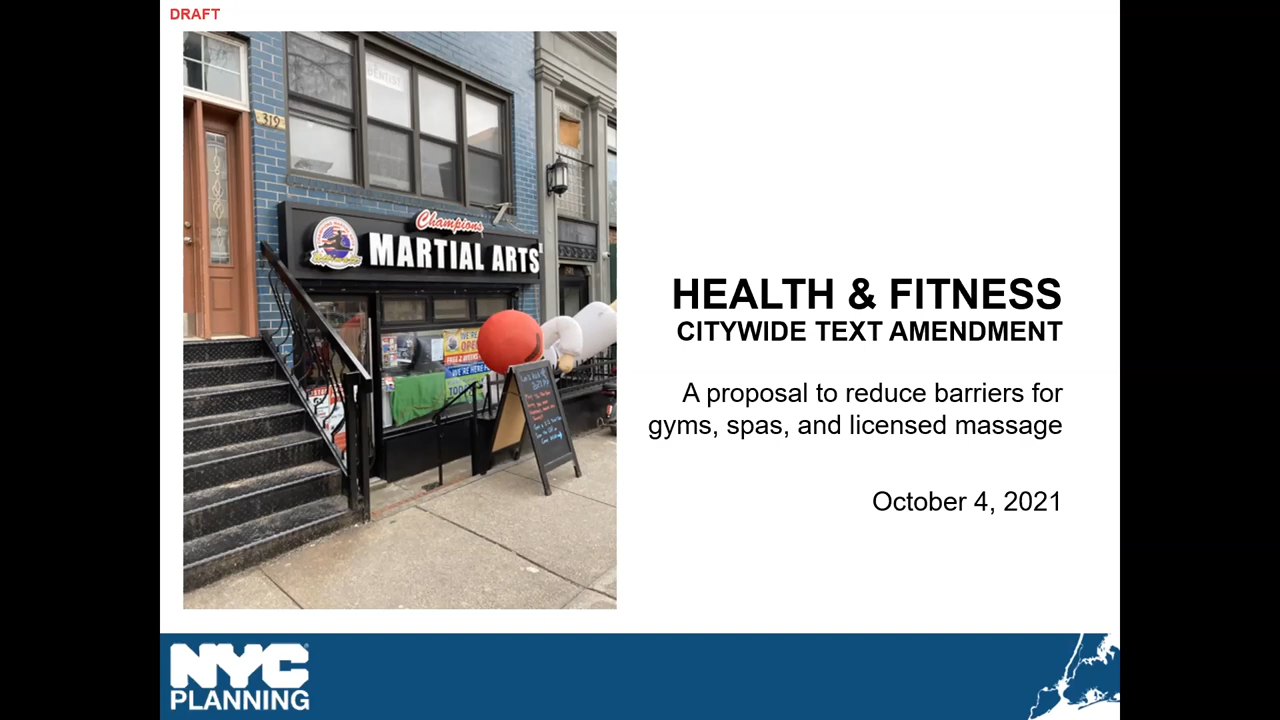 DRAFT
DENTIST
319
Champions
MARTIAL ARTS
HEALTH & FITNESS
CITYWIDE TEXT AMENDMENT
A proposal to reduce barriers for
gyms, spas, and licensed massage
October 4, 2021
NYC
PLANNING